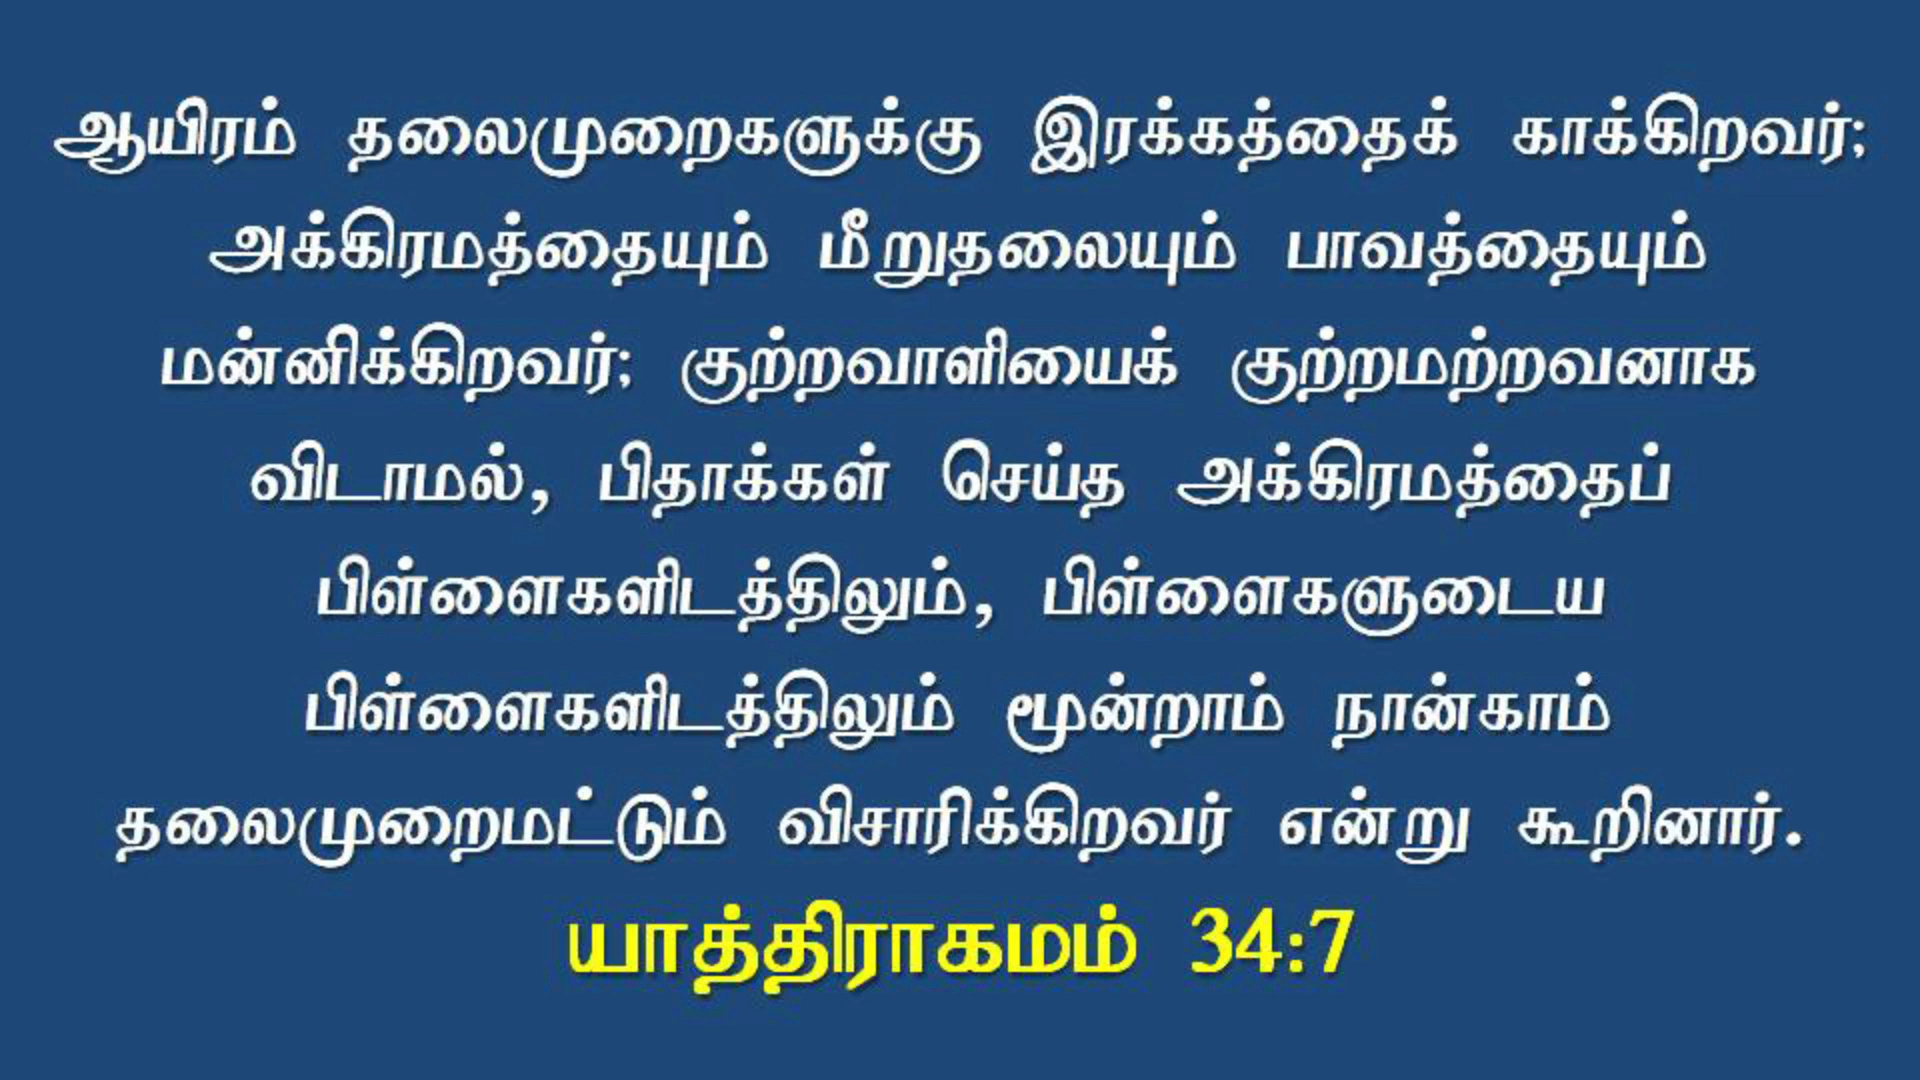 ஆயிரம் தலைமுறைகளுக்கு இரக்கத்தைக் காக்கிறவர்;
அக்கிரமத்தையும் மீறுதலையும் பாவத்தையும்
மன்னிக்கிறவர்; குற்றவாளியைக் குற்றமற்றவனாக
விடாமல், பிதாக்கள் செய்த அக்கிரமத்தைப்
பிள்ளைகளிடத்திலும், பிள்ளைகளுடைய
பிள்ளைகளிடத்திலும் மூன்றாம் நான்காம்
தலைமுறைமட்டும் விசாரிக்கிறவர் என்று கூறினார்.
யாத்திராகமம் 34:7